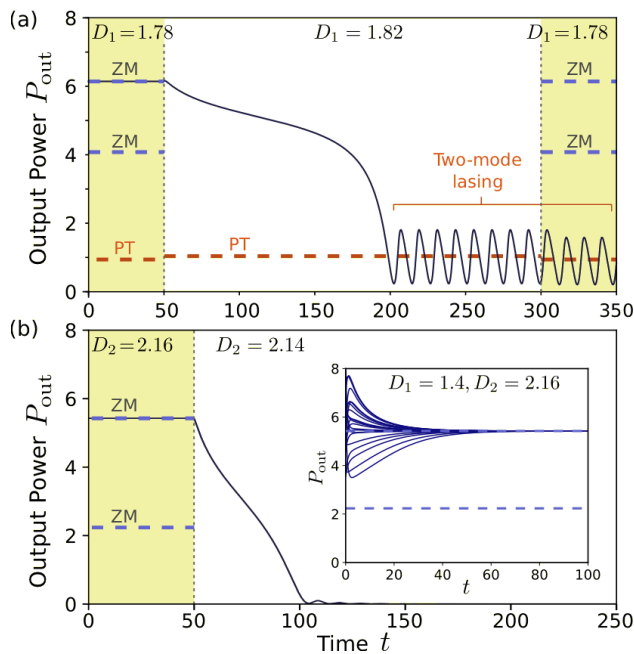 (a)
D₁ = 1.78
D₁ = 1.82
D₁ = 1.78
Output Power P_out
8
6
4
2
0
ZM
ZM
PT
PT
Two-mode
lasing
ZM
ZM
0
50
100
150
200
250
300
350
(b)
D₂ = 2.16
D₂ = 2.14
Output Power P_out
8
6
4
2
0
ZM
ZM
D₁ = 1.4, D₂ = 2.16
P_out
8
6
4
2
0
0
20
40
60
80
100
t
0
50
100
150
200
250
Time t